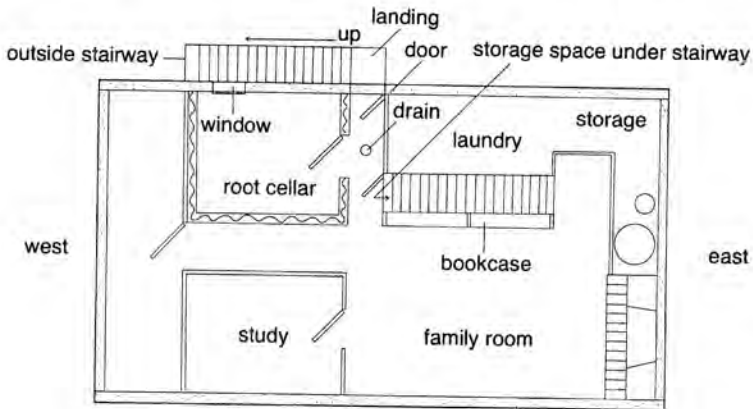 landing
up
outside stairway
door
storage space under stairway
window
drain
laundry
storage
root cellar
west
bookcase
east
study
family room